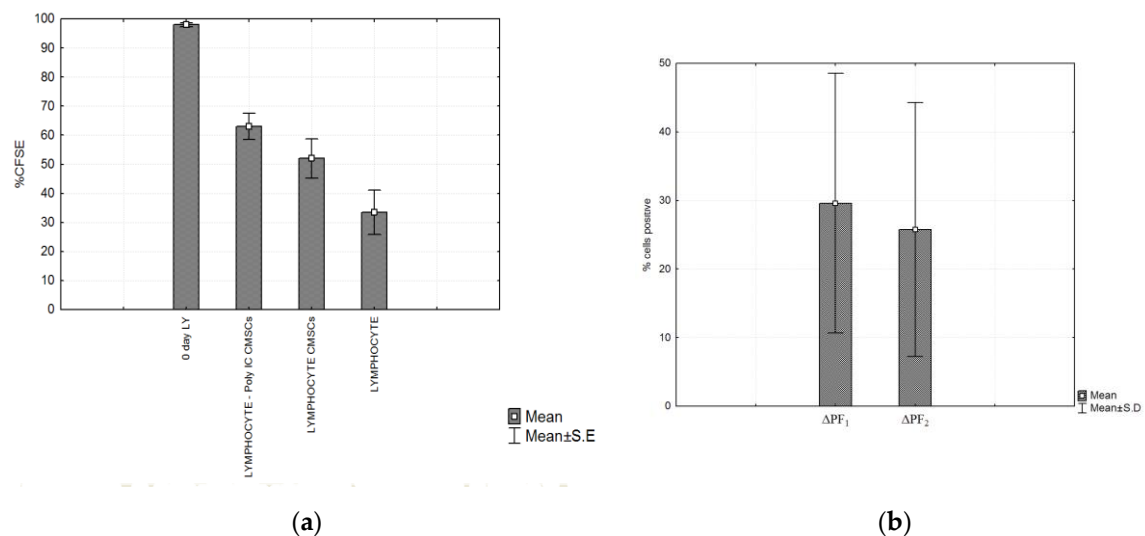 100
90
80
70
60
50
40
30
20
10
0
%CFSE
0 day LY
LYMPHOCYTE - Poly IC CMSCs
LYMPHOCYTE CMSCs
LYMPHOCYTE
Mean
Mean±S.E
(a)
50
40
30
20
10
0
% cells positive
ΔPF₁
ΔPF₂
Mean
Mean±S.D
(b)